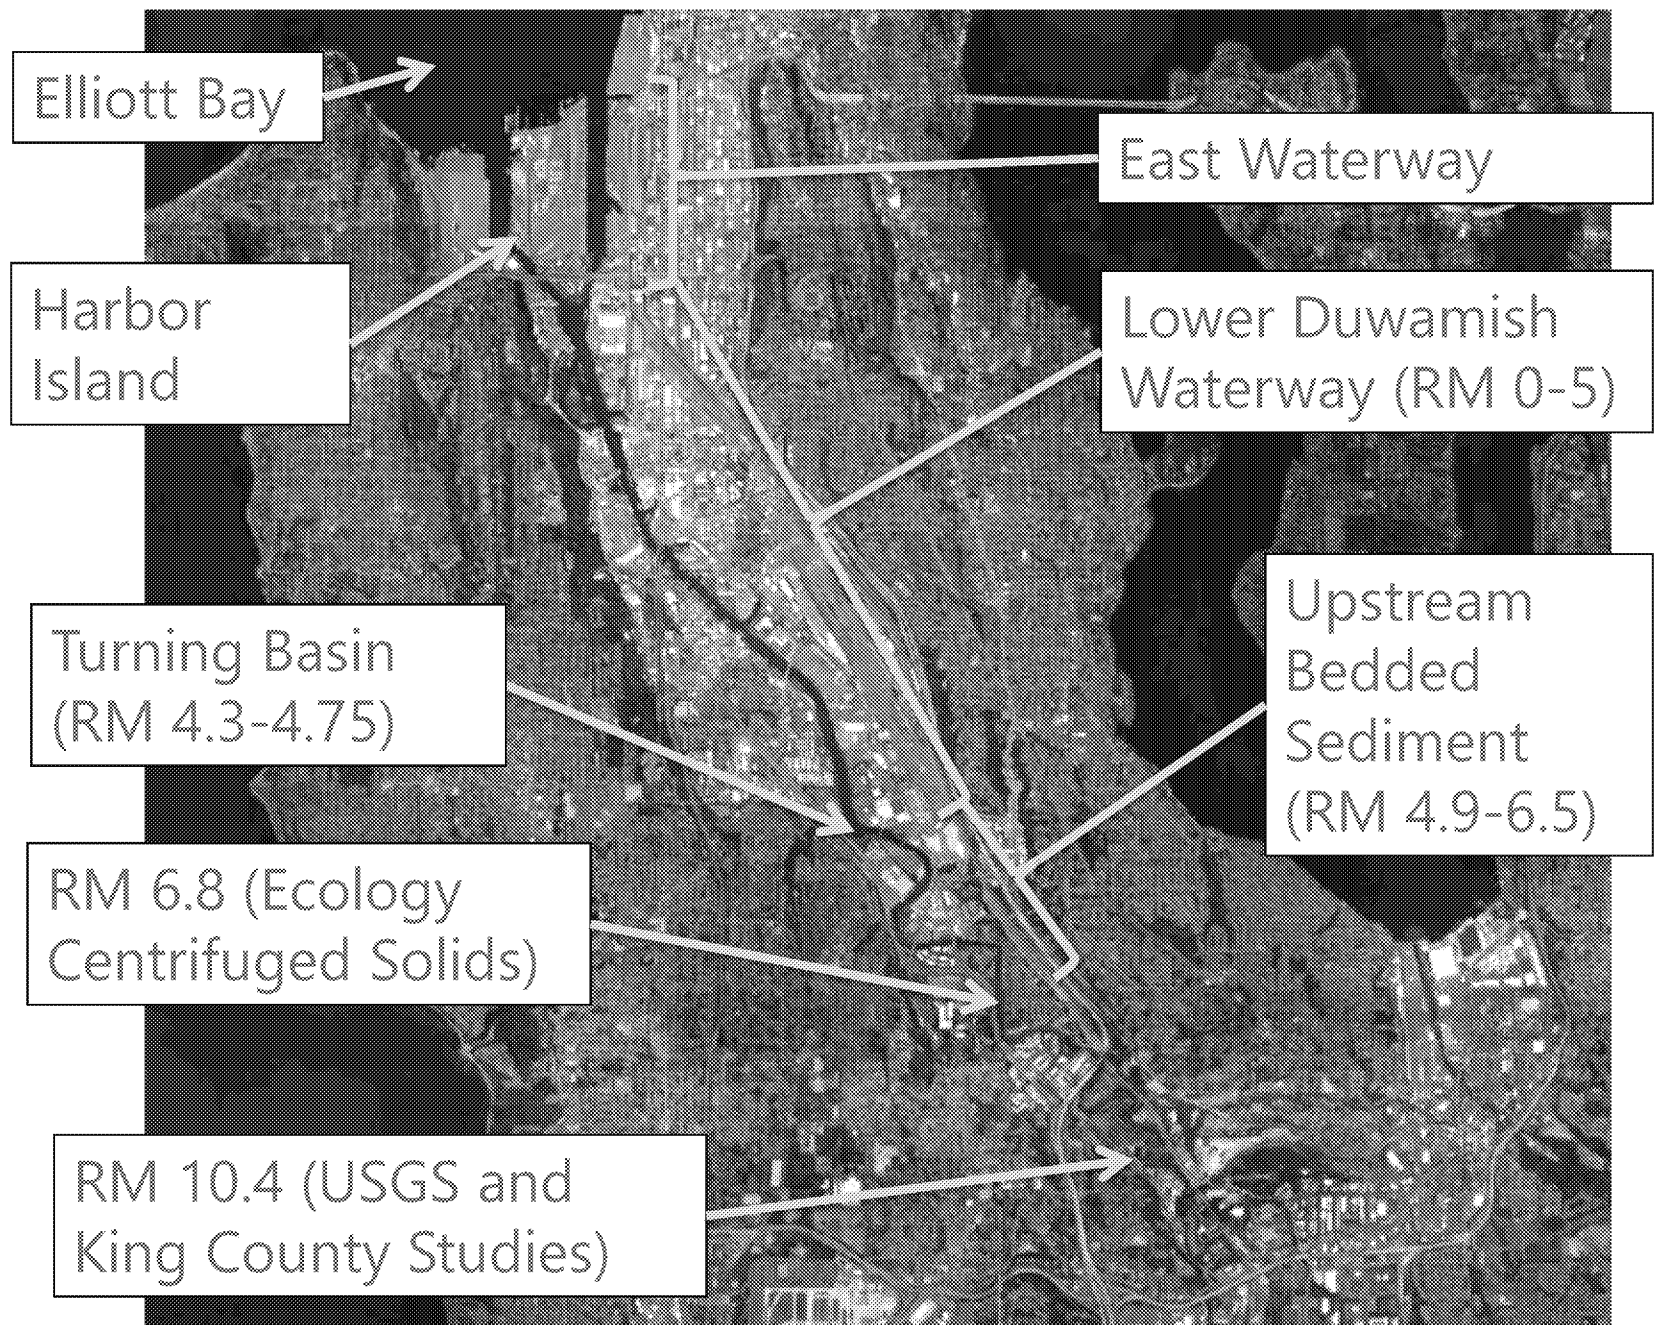 Elliott Bay
East Waterway
Harbor
Island
Lower Duwamish
Waterway (RM 0-5)
Upstream
Bedded
Sediment
(RM 4.9-6.5)
Turning Basin
(RM 4.3-4.75)
RM 6.8 (Ecology
Centrifuged Solids)
RM 10.4 (USGS and
King County Studies)